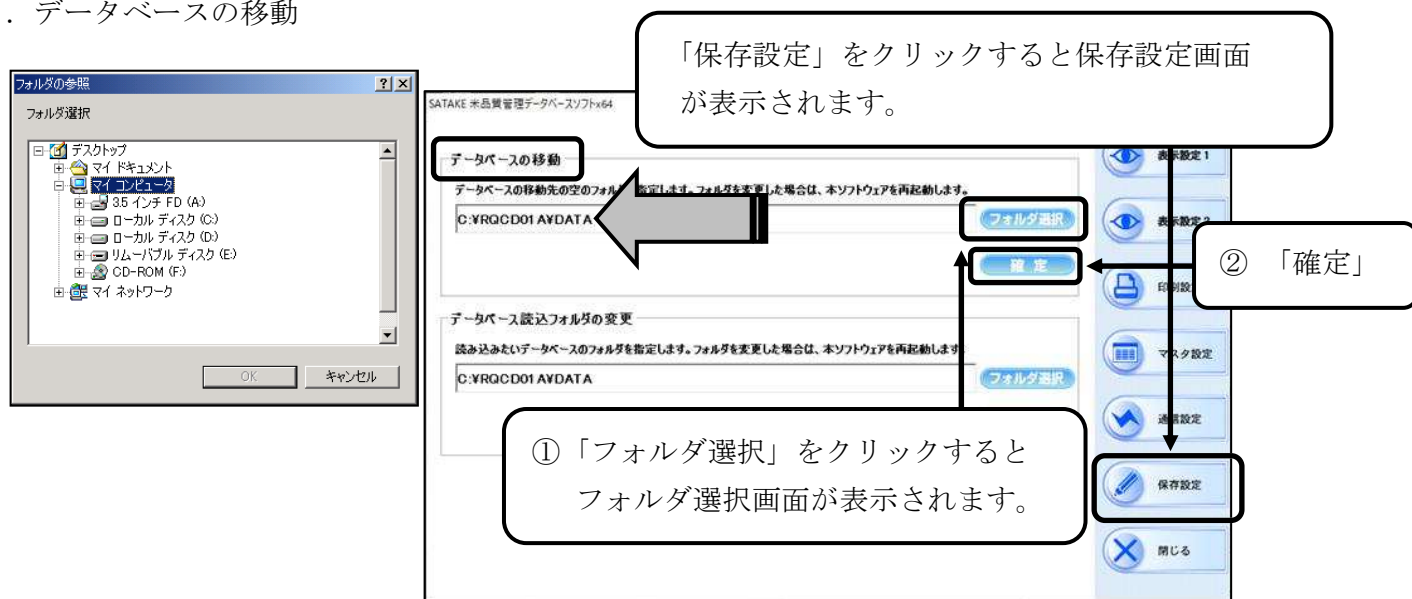 ．データベースの移動
「保存設定」をクリックすると保存設定画面
が表示されます。
フォルダの参照
フォルダ選択
デスクトップ
マイ ドキュメント
マイ コンピュータ
3.5 インチ FD (A:)
ローカル ディスク (C:)
ローカル ディスク (D:)
リムーバブル ディスク (E:)
CD-ROM (F:)
マイ ネットワーク
OK
キャンセル
SATAKE 米品質管理データベースソフトx64
データベースの移動
データベースの移動先の空のフォル 指定します。フォルダを変更した場合は、本ソフトウェアを再起動します。
C:¥RQCD01A¥DATA
フォルダ選択
確 定
データベース読込フォルダの変更
読み込みたいデータベースのフォルダを指定します。フォルダを変更した場合は、本ソフトウェアを再起動します
C:¥RQCD01A¥DATA
フォルダ選択
①「フォルダ選択」をクリックすると
フォルダ選択画面が表示されます。
② 「確定」
表示設定1
表示設定2
印刷設
マスタ設定
通信設定
保存設定
閉じる